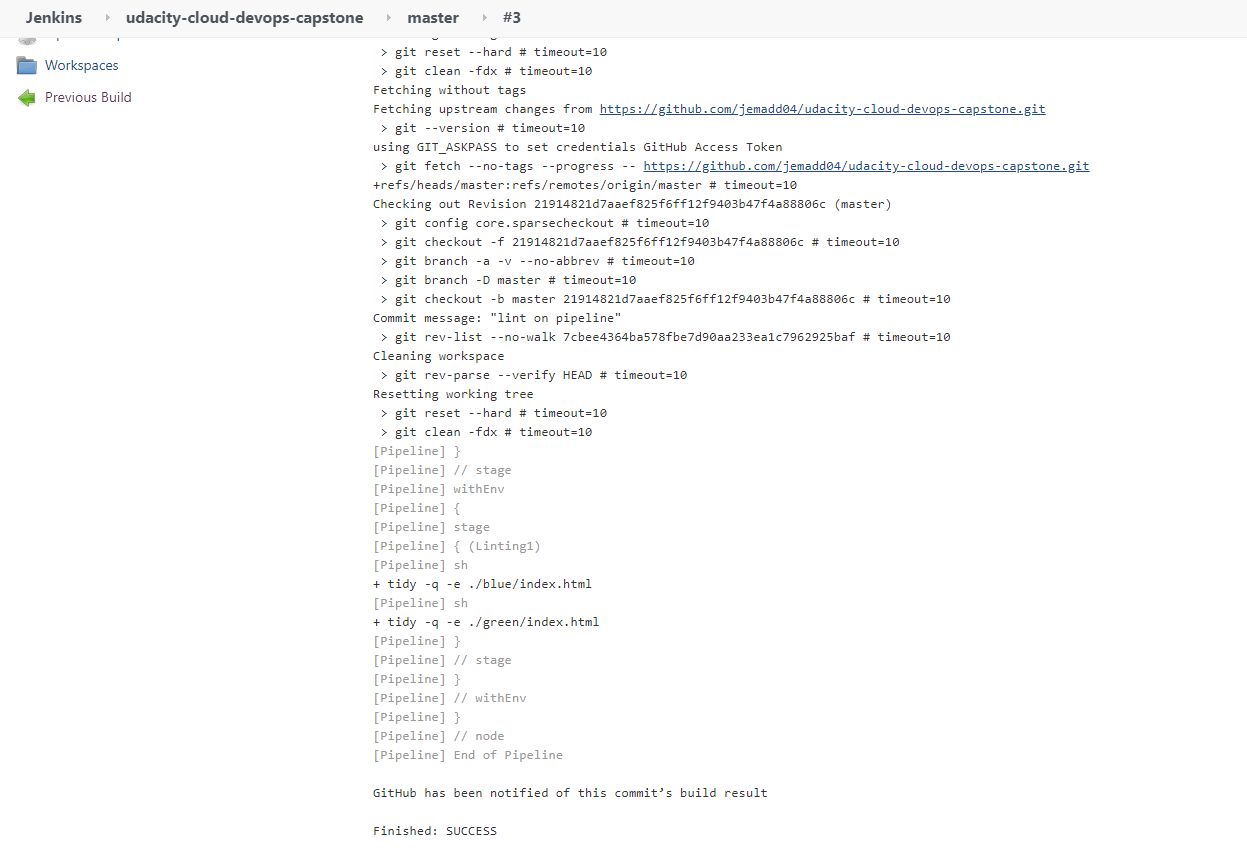 Jenkins › udacity-cloud-devops-capstone › master › #3
Workspaces
Previous Build
> git reset --hard # timeout=10
> git clean -fdx # timeout=10
Fetching without tags
Fetching upstream changes from https://github.com/jemadd04/udacity-cloud-devops-capstone.git
> git --version # timeout=10
using GIT_ASKPASS to set credentials GitHub Access Token
> git fetch --no-tags --progress -- https://github.com/jemadd04/udacity-cloud-devops-capstone.git
+refs/heads/master:refs/remotes/origin/master # timeout=10
Checking out Revision 21914821d7aaef825f6ff12f9403b47f4a88806c (master)
> git config core.sparsecheckout # timeout=10
> git checkout -f 21914821d7aaef825f6ff12f9403b47f4a88806c # timeout=10
> git branch -a -v --no-abbrev # timeout=10
> git branch -D master # timeout=10
> git checkout -b master 21914821d7aaef825f6ff12f9403b47f4a88806c # timeout=10
Commit message: "lint on pipeline"
> git rev-list --no-walk 7cbee4364ba578fbe7d90aa233ea1c7962925baf # timeout=10
Cleaning workspace
> git rev-parse --verify HEAD # timeout=10
Resetting working tree
> git reset --hard # timeout=10
> git clean -fdx # timeout=10
[Pipeline] }
[Pipeline] // stage
[Pipeline] withEnv
[Pipeline] {
[Pipeline] stage
[Pipeline] { (Linting1)
[Pipeline] sh
+ tidy -q -e ./blue/index.html
[Pipeline] sh
+ tidy -q -e ./green/index.html
[Pipeline] }
[Pipeline] // stage
[Pipeline] }
[Pipeline] // withEnv
[Pipeline] }
[Pipeline] // node
[Pipeline] End of Pipeline
GitHub has been notified of this commit’s build result
Finished: SUCCESS